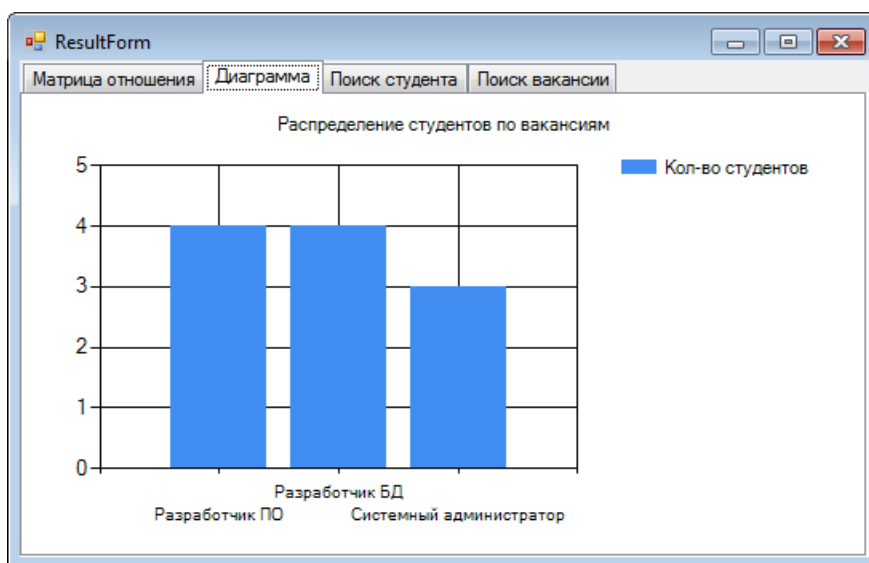 ResultForm
Матрица отношения Диаграмма Поиск студента Поиск вакансии
Распределение студентов по вакансиям
Кол-во студентов
5
4
3
2
1
0
Разработчик БД
Разработчик ПО Системный администратор